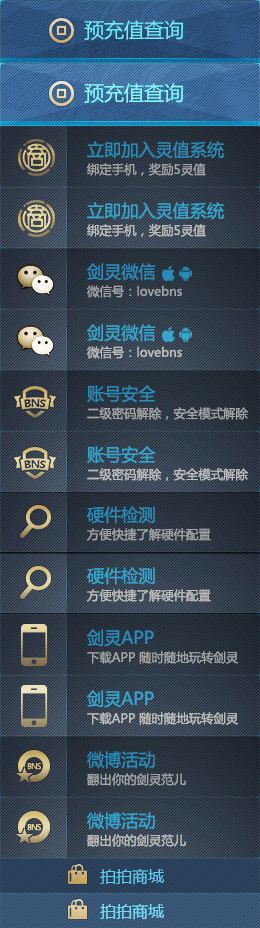 预充值查询
预充值查询
立即加入灵值系统
绑定手机，奖励5灵值
立即加入灵值系统
绑定手机，奖励5灵值
剑灵微信
微信号：lovebns
剑灵微信
微信号：lovebns
BNS
账号安全
二级密码解除，安全模式解除
BNS
账号安全
二级密码解除，安全模式解除
硬件检测
方便快捷了解硬件配置
硬件检测
方便快捷了解硬件配置
剑灵APP
下载APP 随时随地玩转剑灵
剑灵APP
下载APP 随时随地玩转剑灵
BNS
微博活动
翻出你的剑灵范儿
BNS
微博活动
翻出你的剑灵范儿
拍拍商城
拍拍商城